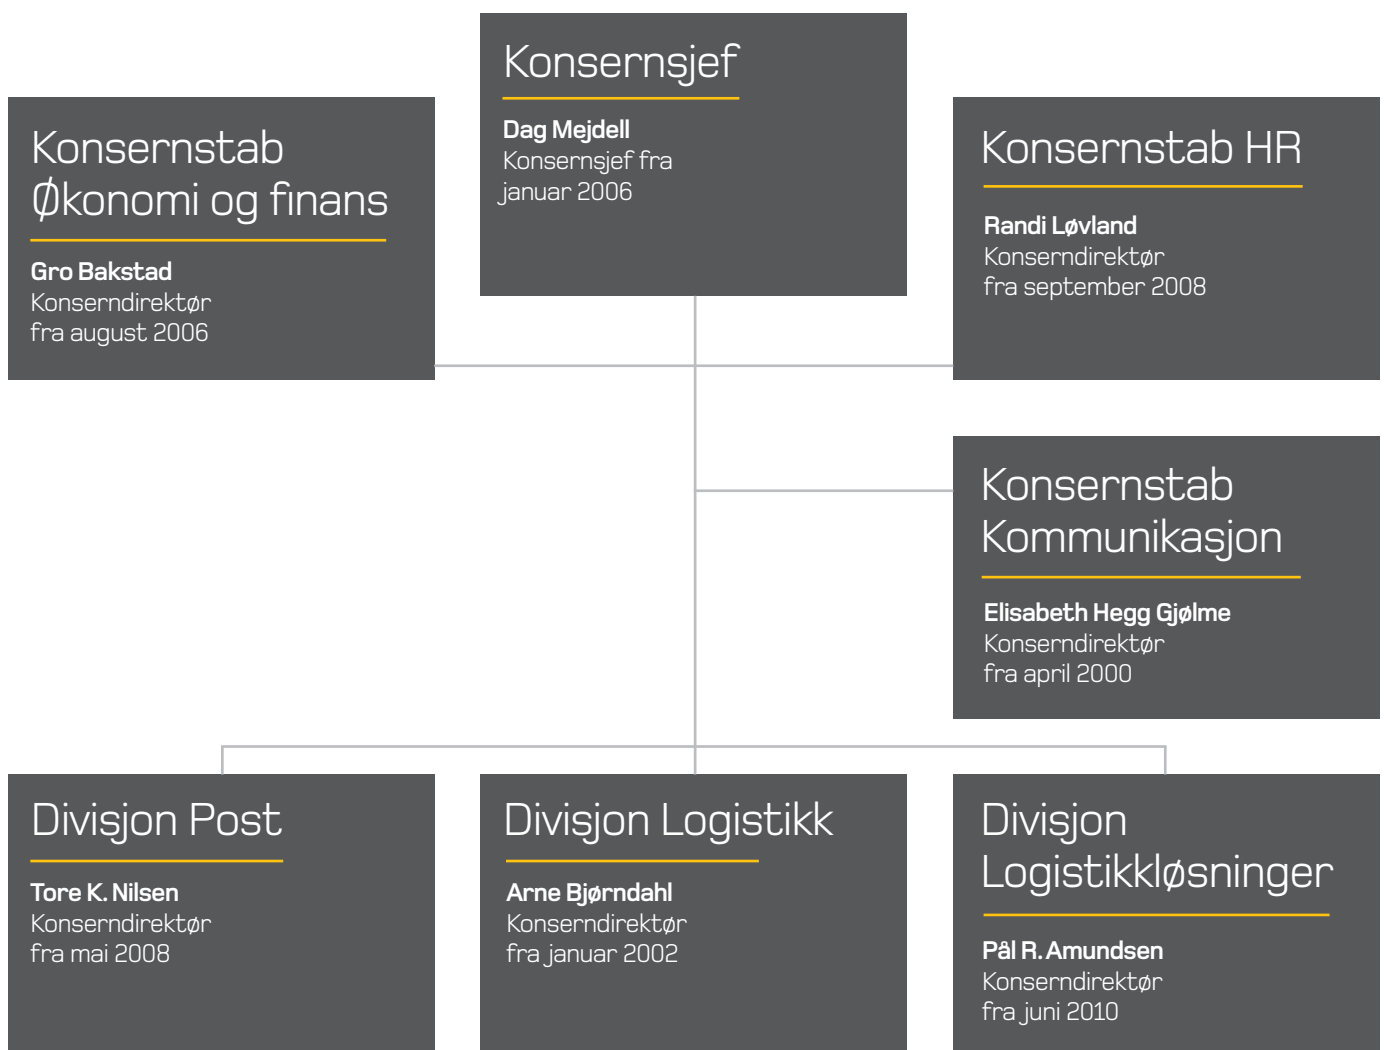 Konsernsjef
Dag Mejdell
Konsernsjef fra
januar 2006
Konsernstab
Økonomi og finans
Gro Bakstad
Konserndirektør
fra august 2006
Konsernstab HR
Randi Løvland
Konserndirektør
fra september 2008
Konsernstab
Kommunikasjon
Elisabeth Hegg Gjølme
Konserndirektør
fra april 2000
Divisjon Post
Tore K. Nilsen
Konserndirektør
fra mai 2008
Divisjon Logistikk
Arne Bjørndahl
Konserndirektør
fra januar 2002
Divisjon
Logistikkløsninger
Pål R. Amundsen
Konserndirektør
fra juni 2010